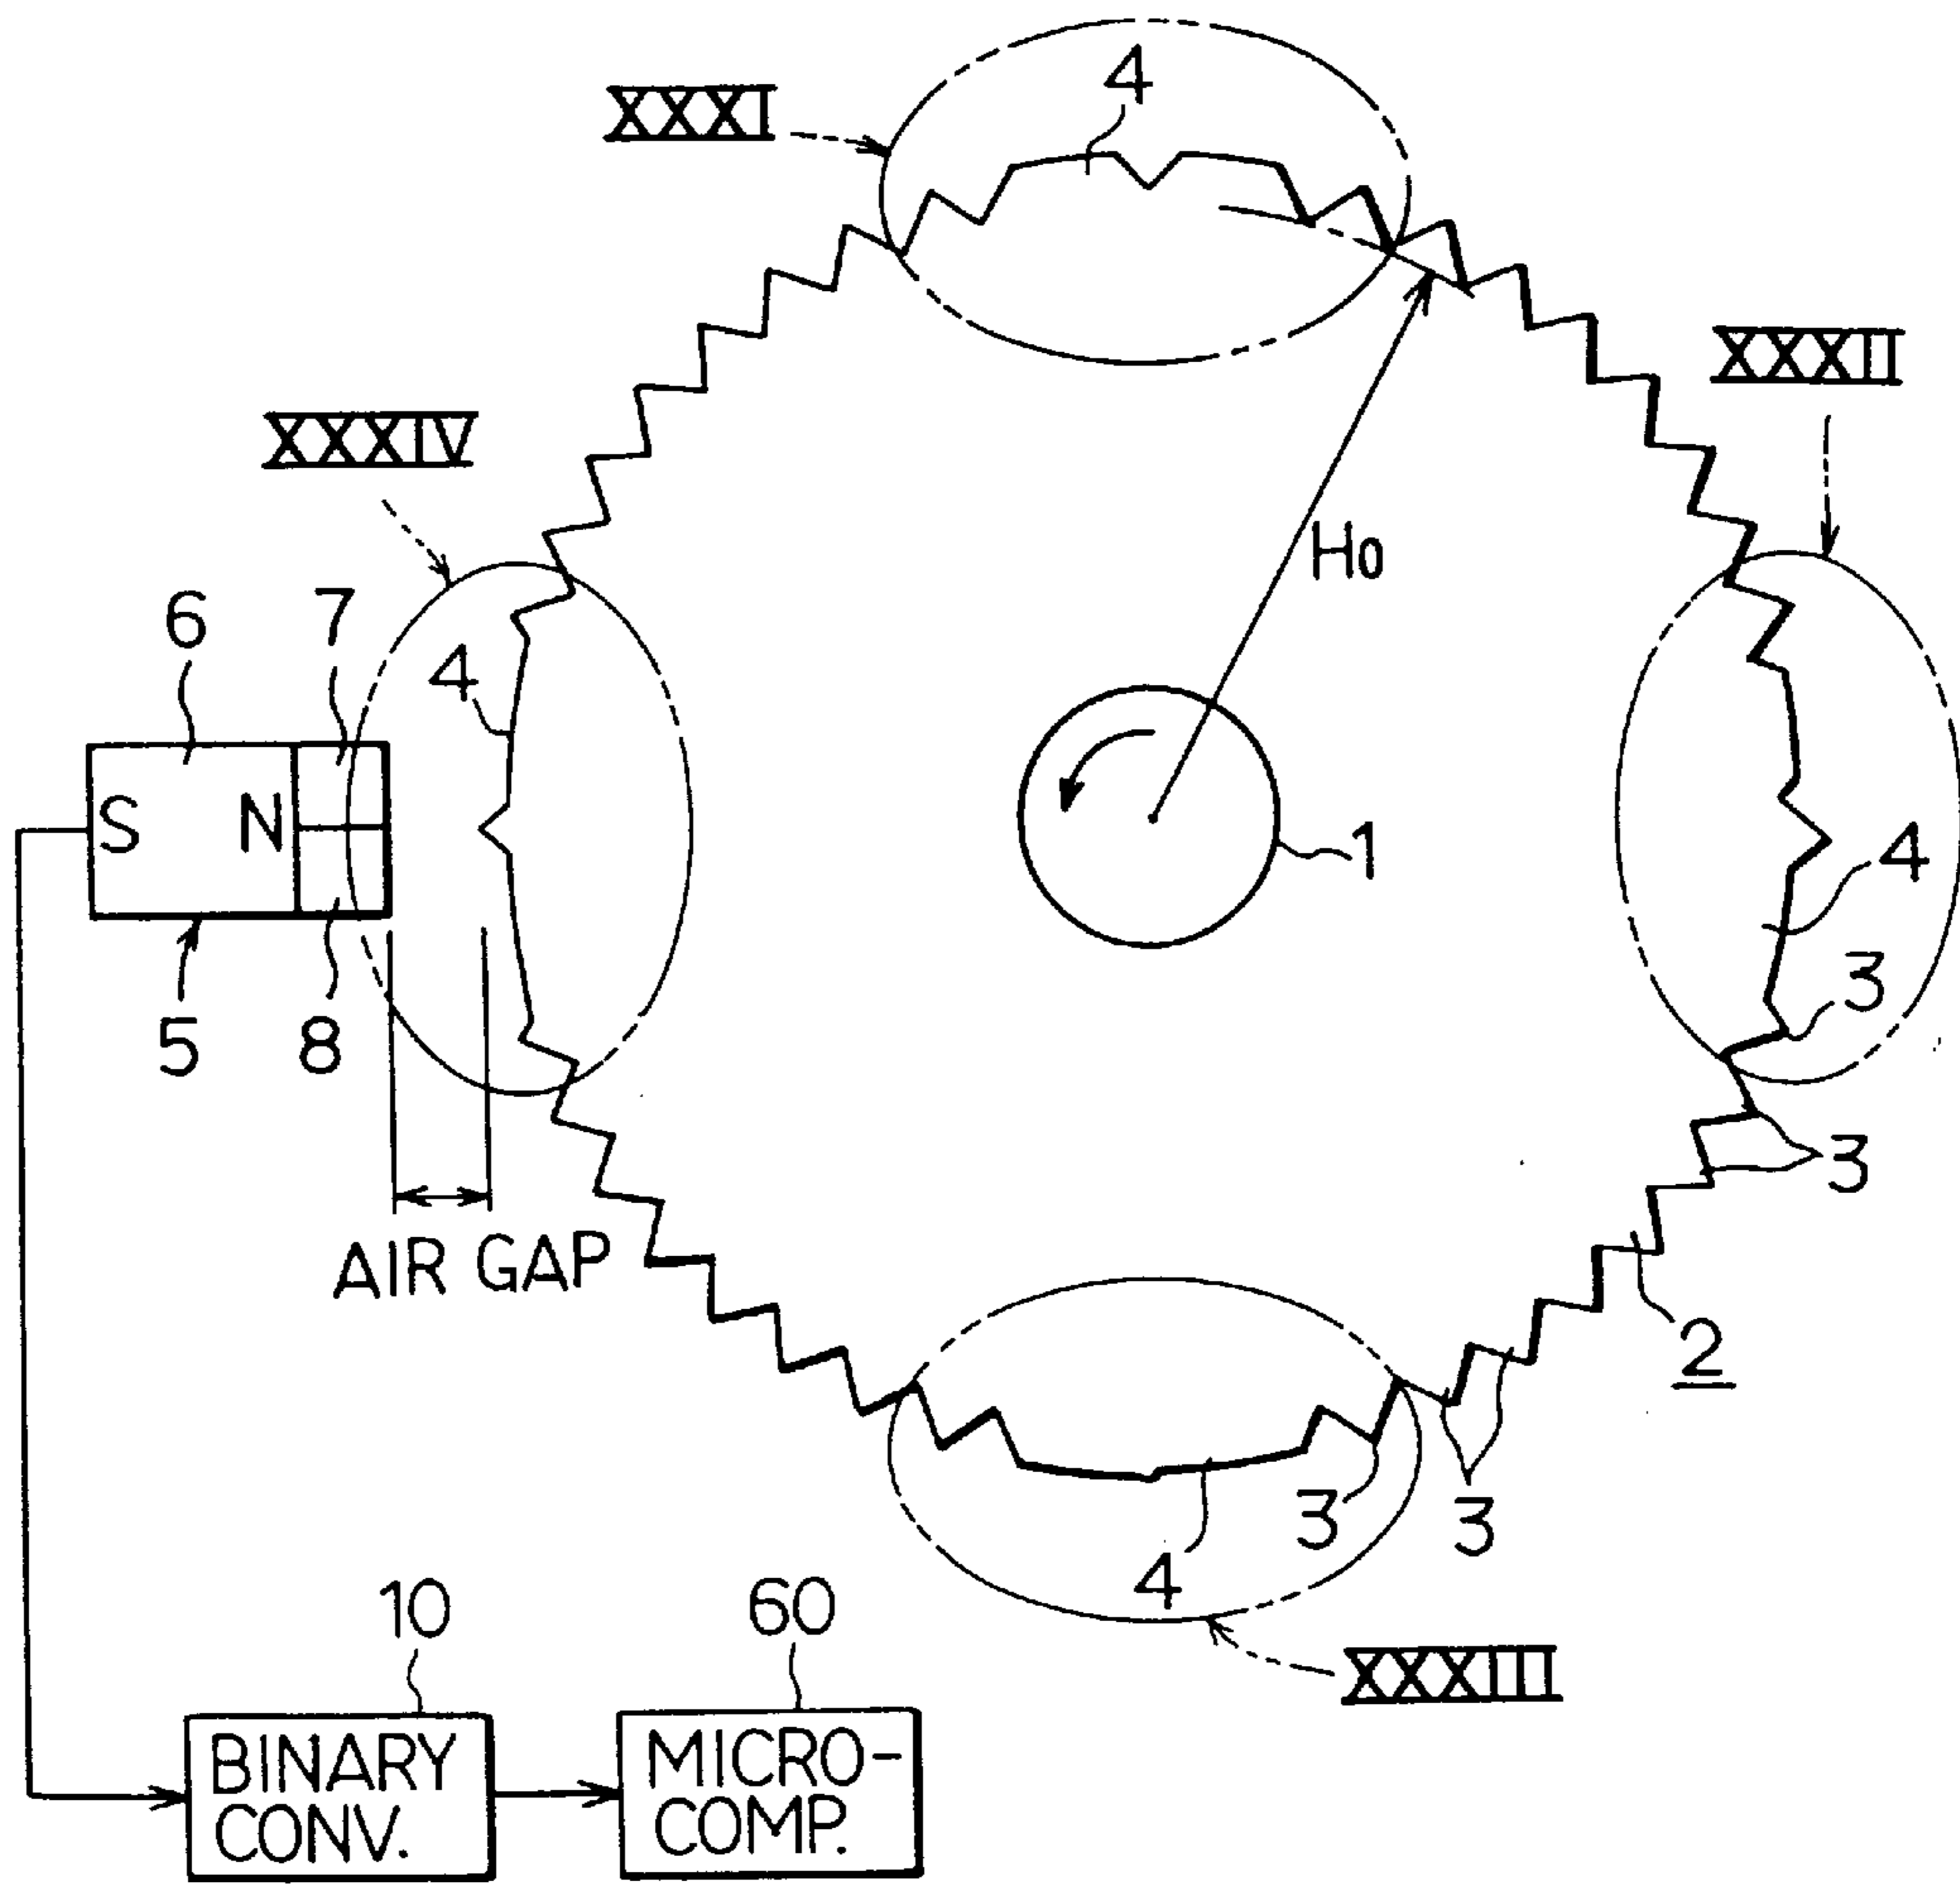 4
XXXI
XXXII
XXXIV
H0
6
7
4
S N
1
4
3
5
8
3
AIR GAP
2
3
3
4
10
60
XXXIII
BINARY
CONV.
MICRO-
COMP.